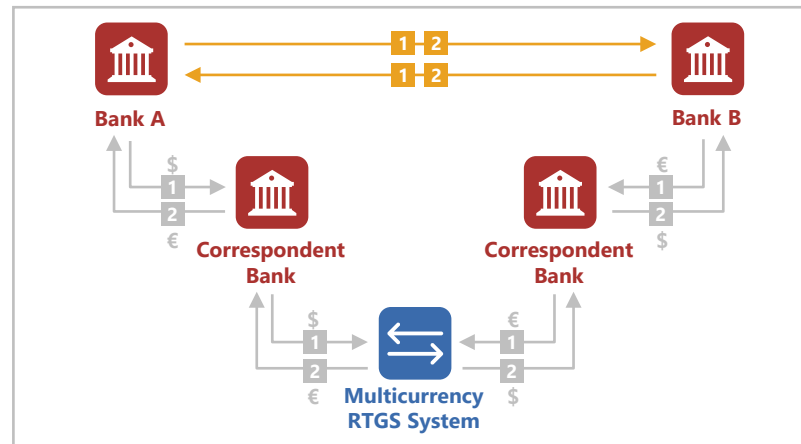 1 2
1 2
Bank A
Bank B
$
€
1
1
2
2
€
$
Correspondent
Bank
Correspondent
Bank
$
€
1
1
2
2
€
$
Multicurrency
RTGS System